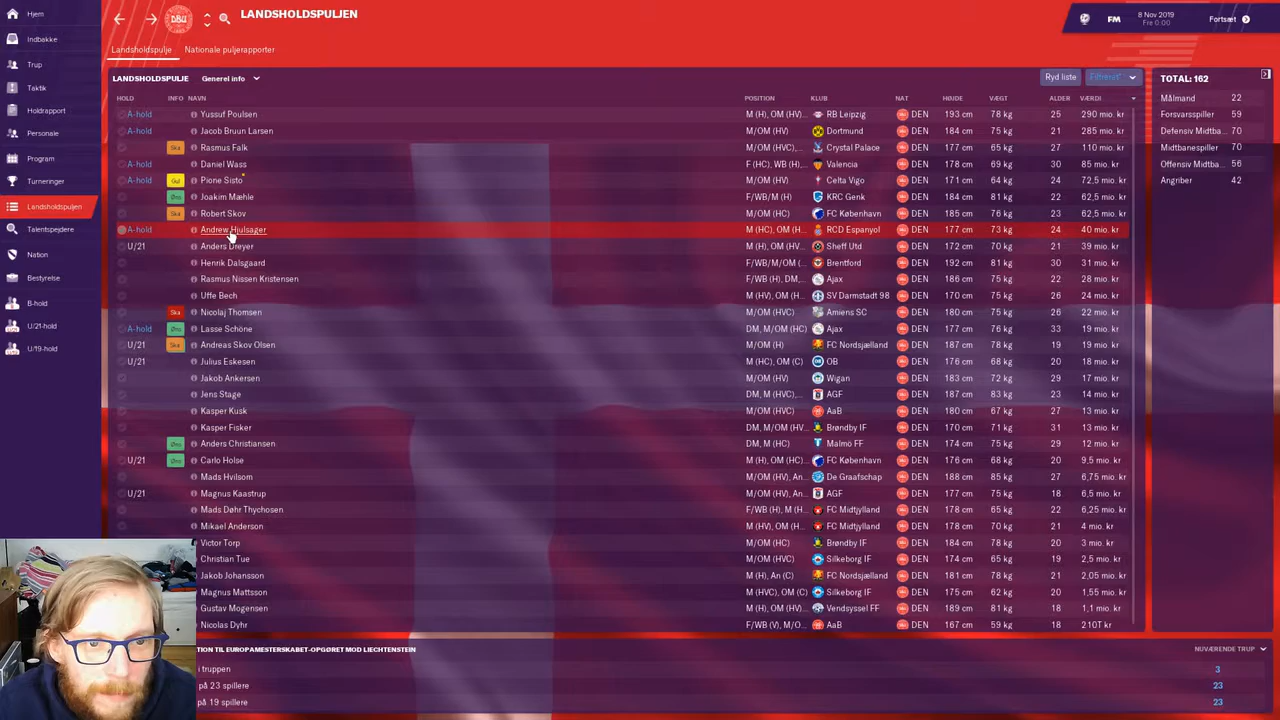 Hjem
LANDSHOLDSPULJEN
DBU
FM
8 Nov 2019
Fre 0:00
Fortsæt
Indbakke
Landsholdspulje Nationale puljerapporter
Trup
LANDSHOLDSPULJE Generel info
Ryd liste
TOTAL: 162
Taktik
HOLD INFO NAVN POSITION KLUB NAT HØJDE VÆGT ALDER VÆRDI
Målmand 22
Holdrapport
A-hold Yussuf Poulsen M (H), OM (HV)... RB Leipzig DEN 193 cm 78 kg 25 290 mio. kr
Forsvarsspiller 59
Personale
A-hold Jacob Bruun Larsen M/OM (HV) Dortmund DEN 184 cm 75 kg 21 285 mio. kr
Defensiv Midtba... 70
Ska Rasmus Falk M/OM (HVC),... Crystal Palace DEN 177 cm 65 kg 27 110 mio. kr
Midtbanespiller 70
Program
A-hold Daniel Wass F (HC), WB (H),... Valencia DEN 178 cm 69 kg 30 85 mio. kr
Offensiv Midtba... 56
Turneringer
A-hold Gul Pione Sisto M/OM (HV) Celta Vigo DEN 171 cm 64 kg 24 72,5 mio. kr
Angriber 42
Øns Joakim Mæhle F/WB/M (H) KRC Genk DEN 184 cm 81 kg 22 62,5 mio. kr
Landsholdspuljen
Ska Robert Skov M/OM (HC) FC København DEN 185 cm 76 kg 23 62,5 mio. kr
Talentspejdere
A-hold Andrew Hjulsager M (HC), OM (H... RCD Espanyol DEN 177 cm 73 kg 24 40 mio. kr
U/21 Anders Dreyer M (H), OM (HV... Sheff Utd DEN 172 cm 70 kg 21 39 mio. kr
Nation
Henrik Dalsgaard F/WB/M/OM (... Brentford DEN 192 cm 81 kg 30 31 mio. kr
Bestyrelse
Rasmus Nissen Kristensen F/WB (H), DM,... Ajax DEN 186 cm 75 kg 22 28 mio. kr
Uffe Bech M (HV), OM (H... SV Darmstadt 98 DEN 170 cm 75 kg 26 24 mio. kr
B-hold
Ska Nicolaj Thomsen M/OM (HVC) Amiens SC DEN 180 cm 75 kg 26 22 mio. kr
U/21-hold
A-hold Øns Lasse Schöne DM, M/OM (HC) Ajax DEN 177 cm 76 kg 33 19 mio. kr
U/19-hold
U/21 Ska Andreas Skov Olsen M/OM (H) FC Nordsjælland DEN 187 cm 78 kg 19 19 mio. kr
U/21 Julius Eskesen M (HC), OM (C) OB DEN 176 cm 68 kg 20 18 mio. kr
Jakob Ankersen M/OM (HV) Wigan DEN 183 cm 72 kg 29 17 mio. kr
Jens Stage DM, M (HVC) AGF DEN 187 cm 83 kg 23 14 mio. kr
Kasper Kusk M/OM (HVC) AaB DEN 180 cm 67 kg 27 13 mio. kr
Kasper Fisker DM, M/OM (HV... Brøndby IF DEN 170 cm 71 kg 31 13 mio. kr
Øns Anders Christiansen DM, M (HC) Malmö FF DEN 174 cm 75 kg 29 12 mio. kr
U/21 Øns Carlo Holse M (H), OM (HC) FC København DEN 176 cm 68 kg 20 9,5 mio. kr
Mads Hvilsom M/OM (HV), An... De Graafschap DEN 185 cm 88 kg 27 6,75 mio. kr
U/21 Magnus Kaastrup M/OM (HV), An... AGF DEN 177 cm 75 kg 18 6,5 mio. kr
Mads Døhr Thychosen F/WB (H), M (... FC Midtjylland DEN 178 cm 65 kg 22 6,25 mio. kr
Mikael Anderson M (HV), OM (H... FC Midtjylland DEN 178 cm 70 kg 21 4 mio. kr
Victor Torp M/OM (HC) Brøndby IF DEN 184 cm 78 kg 20 3 mio. kr
Christian Tue M/OM (HVC) Silkeborg IF DEN 174 cm 65 kg 19 2,5 mio. kr
Jakob Johansson M (H), An (C) FC Nordsjælland DEN 181 cm 78 kg 21 2,05 mio. kr
Magnus Mattsson M (HVC), OM (C) Silkeborg IF DEN 175 cm 62 kg 20 1,55 mio. kr
Gustav Mogensen M (H), OM (HV)... Vendsyssel FF DEN 189 cm 81 kg 18 1,1 mio. kr
Nicolas Dyhr F/WB (V), M/O... AaB DEN 167 cm 59 kg 18 210T kr
TION TIL EUROPAMESTERSKABET-OPGØRET MOD LIECHTENSTEIN NUVÆRENDE TRUP
i truppen 3
på 23 spillere 23
på 19 spillere 23